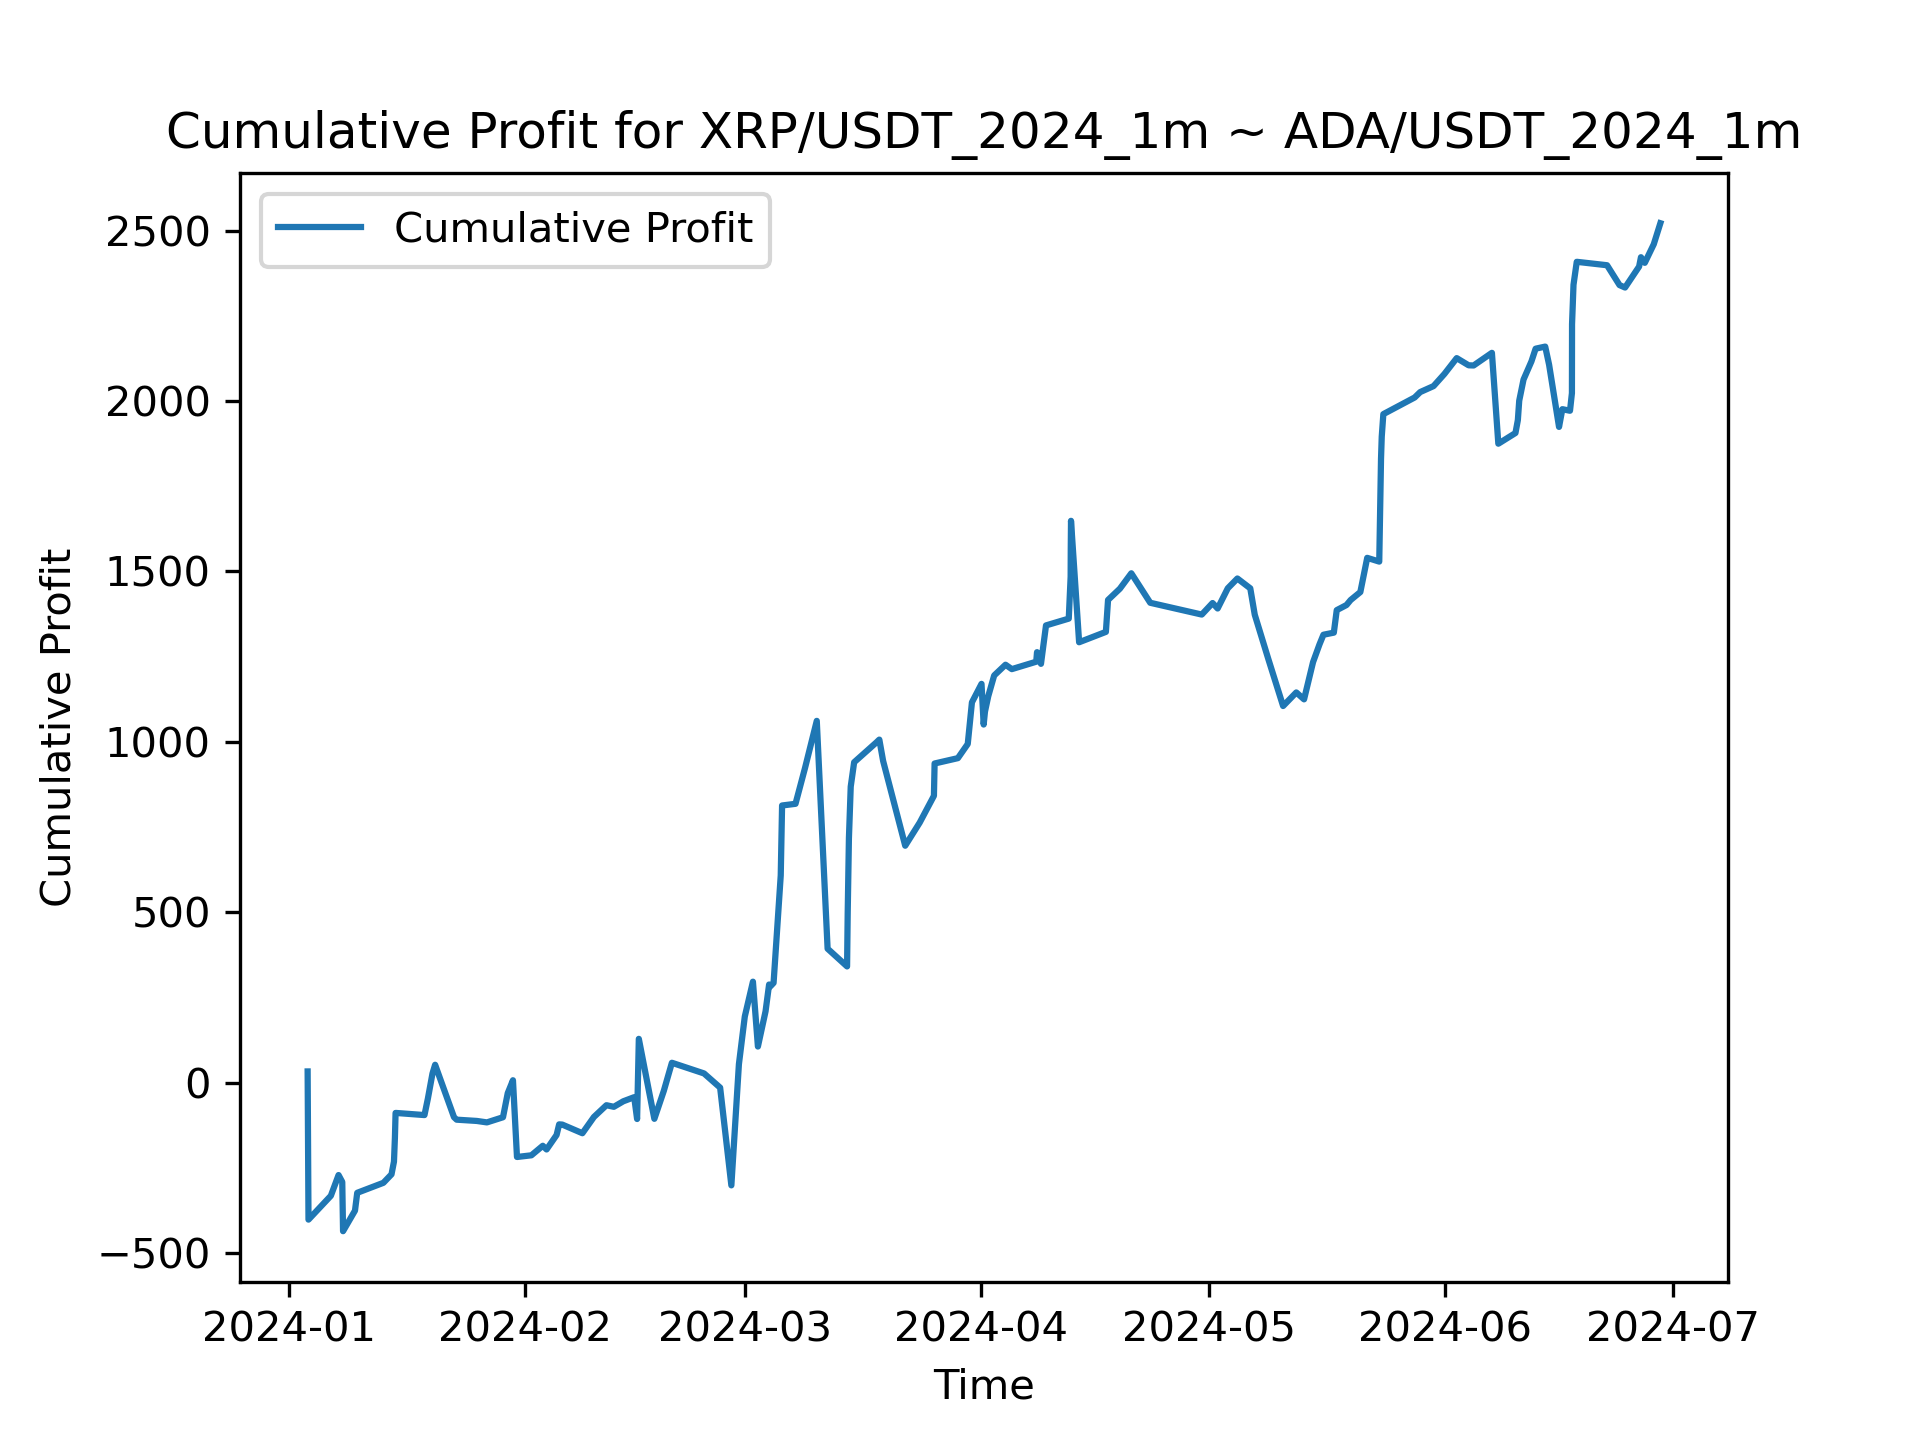 Cumulative Profit for XRP/USDT_2024_1m ~ ADA/USDT_2024_1m
Cumulative Profit
2500
2000
1500
1000
500
0
−500
Cumulative Profit
2024-01 2024-02 2024-03 2024-04 2024-05 2024-06 2024-07
Time